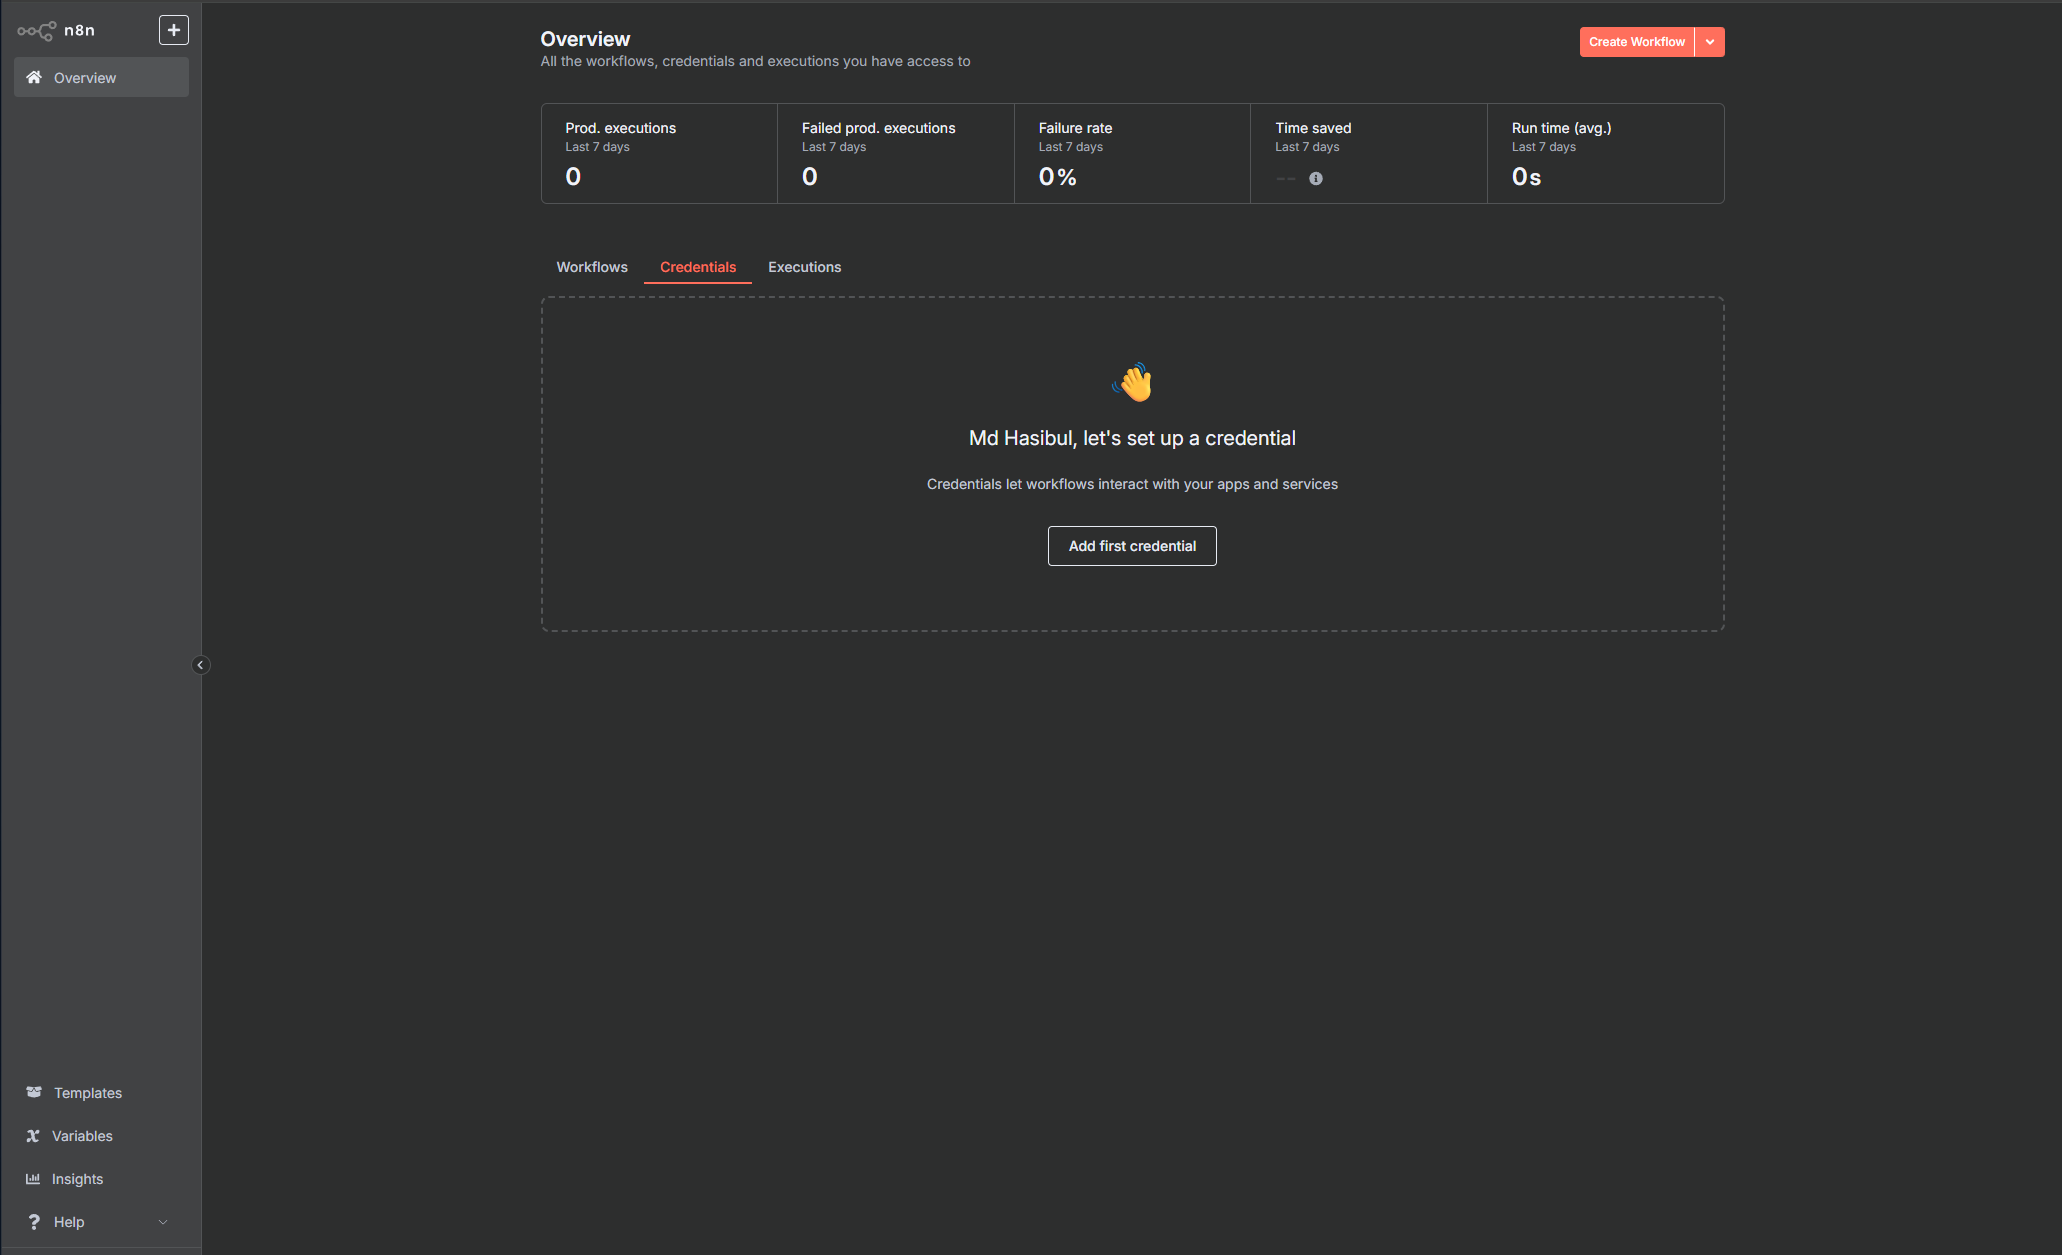 n8n
Overview
Overview
All the workflows, credentials and executions you have access to
Create Workflow
Prod. executions
Last 7 days
0
Failed prod. executions
Last 7 days
0
Failure rate
Last 7 days
0%
Time saved
Last 7 days
--
Run time (avg.)
Last 7 days
0s
Workflows
Credentials
Executions
Md Hasibul, let's set up a credential
Credentials let workflows interact with your apps and services
Add first credential
Templates
Variables
Insights
Help